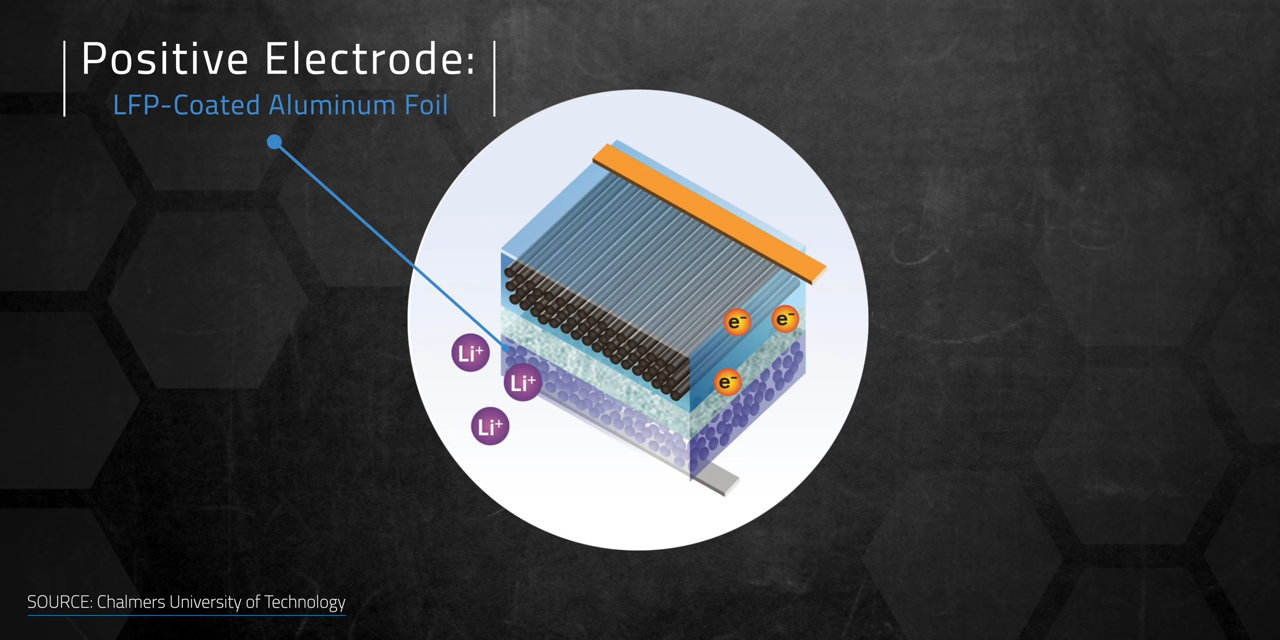 Positive Electrode:
LFP-Coated Aluminum Foil
e⁻
e⁻
Li⁺
Li⁺
e⁻
Li⁺
SOURCE: Chalmers University of Technology